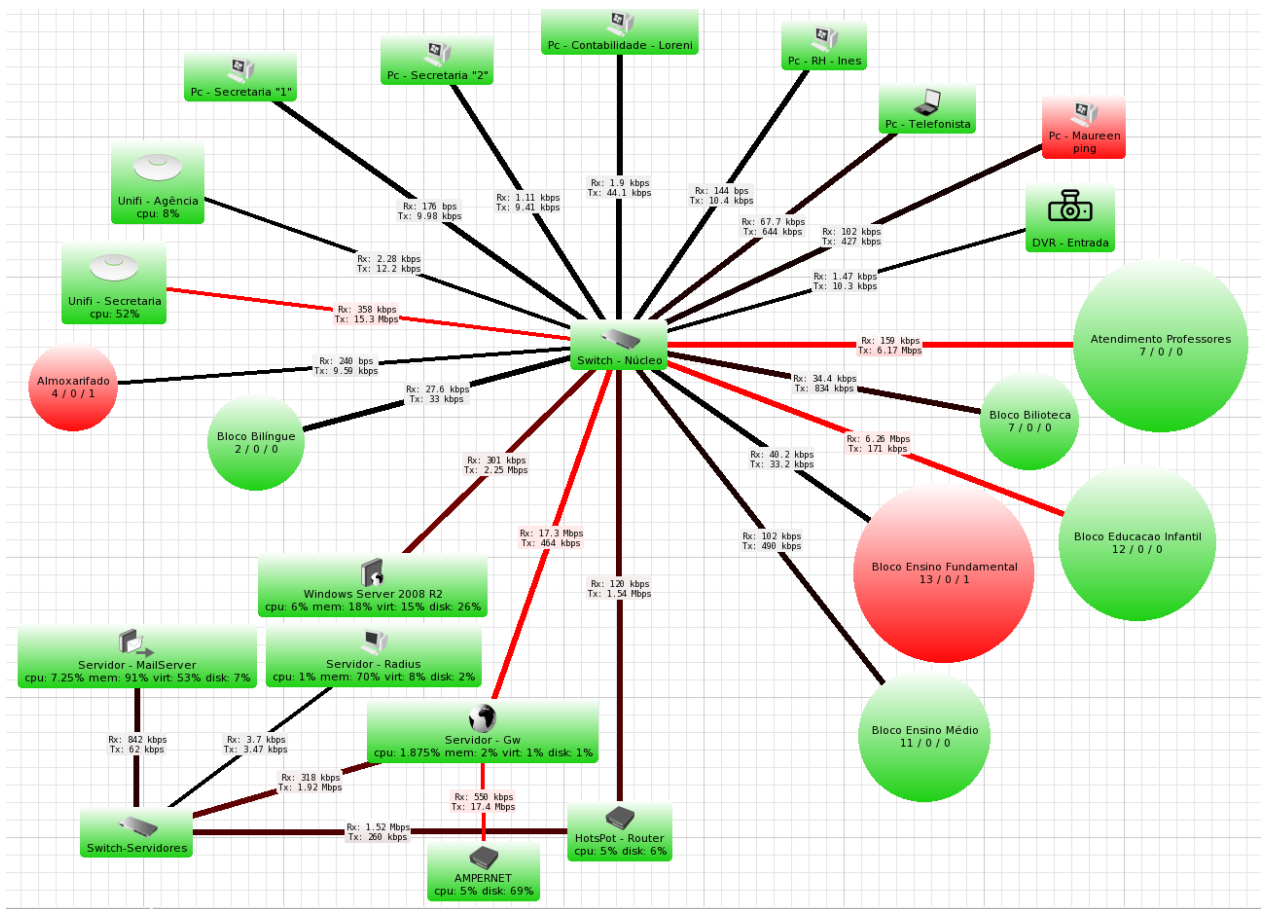 Pc - Contabilidade - Loreni
Pc - RH - Ines
Pc - Secretaria "2"
Pc - Secretaria "1"
Pc - Telefonista
Pc - Maureen
ping
Unifi - Agência
cpu: 8%
DVR - Entrada
Unifi - Secretaria
cpu: 52%
Rx: 176 bps
Tx: 9.98 kbps
Rx: 1.11 kbps
Tx: 9.41 kbps
Rx: 1.9 kbps
Tx: 44.1 kbps
Rx: 144 bps
Tx: 10.4 kbps
Rx: 67.7 kbps
Tx: 644 kbps
Rx: 102 kbps
Tx: 427 kbps
Rx: 2.28 kbps
Tx: 12.2 kbps
Rx: 1.47 kbps
Tx: 10.3 kbps
Rx: 358 kbps
Tx: 15.3 Mbps
Switch - Núcleo
Rx: 159 kbps
Tx: 6.17 Mbps
Atendimento Professores
7 / 0 / 0
Almoxarifado
4 / 0 / 1
Rx: 240 bps
Tx: 9.59 kbps
Rx: 27.6 kbps
Tx: 33 kbps
Rx: 34.4 kbps
Tx: 834 kbps
Bloco Bilioteca
7 / 0 / 0
Bloco Bilíngue
2 / 0 / 0
Rx: 6.26 Mbps
Tx: 171 kbps
Rx: 301 kbps
Tx: 2.25 Mbps
Rx: 40.2 kbps
Tx: 33.2 kbps
Rx: 17.3 Mbps
Tx: 464 kbps
Rx: 102 kbps
Tx: 490 kbps
Bloco Educacao Infantil
12 / 0 / 0
Bloco Ensino Fundamental
13 / 0 / 1
Rx: 120 kbps
Tx: 1.54 Mbps
Windows Server 2008 R2
cpu: 6% mem: 18% virt: 15% disk: 26%
Servidor - MailServer
cpu: 7.25% mem: 91% virt: 53% disk: 7%
Servidor - Radius
cpu: 1% mem: 70% virt: 8% disk: 2%
Servidor - Gw
cpu: 1.875% mem: 2% virt: 1% disk: 1%
Bloco Ensino Médio
11 / 0 / 0
Rx: 842 kbps
Tx: 62 kbps
Rx: 3.7 kbps
Tx: 3.47 kbps
Rx: 318 kbps
Tx: 1.92 Mbps
Rx: 550 kbps
Tx: 17.4 Mbps
Rx: 1.52 Mbps
Tx: 260 kbps
Switch-Servidores
HotsPot - Router
cpu: 5% disk: 6%
AMPERNET
cpu: 5% disk: 69%